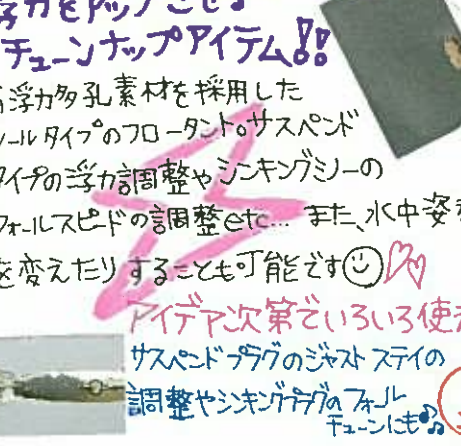 浮力をアップさせる
チューンナップアイテム!!
高浮力多孔素材を採用した
シールタイプのフロータント。サスペンド
タイプの浮力調整やシンキングミノーの
フォールスピードの調整etc... また、水中姿勢
を変えたりすることも可能です
アイデア次第でいろいろ使え
サスペンドプラグのジャストステイの
調整やシンキングプラグのフォール
チューンにも♪